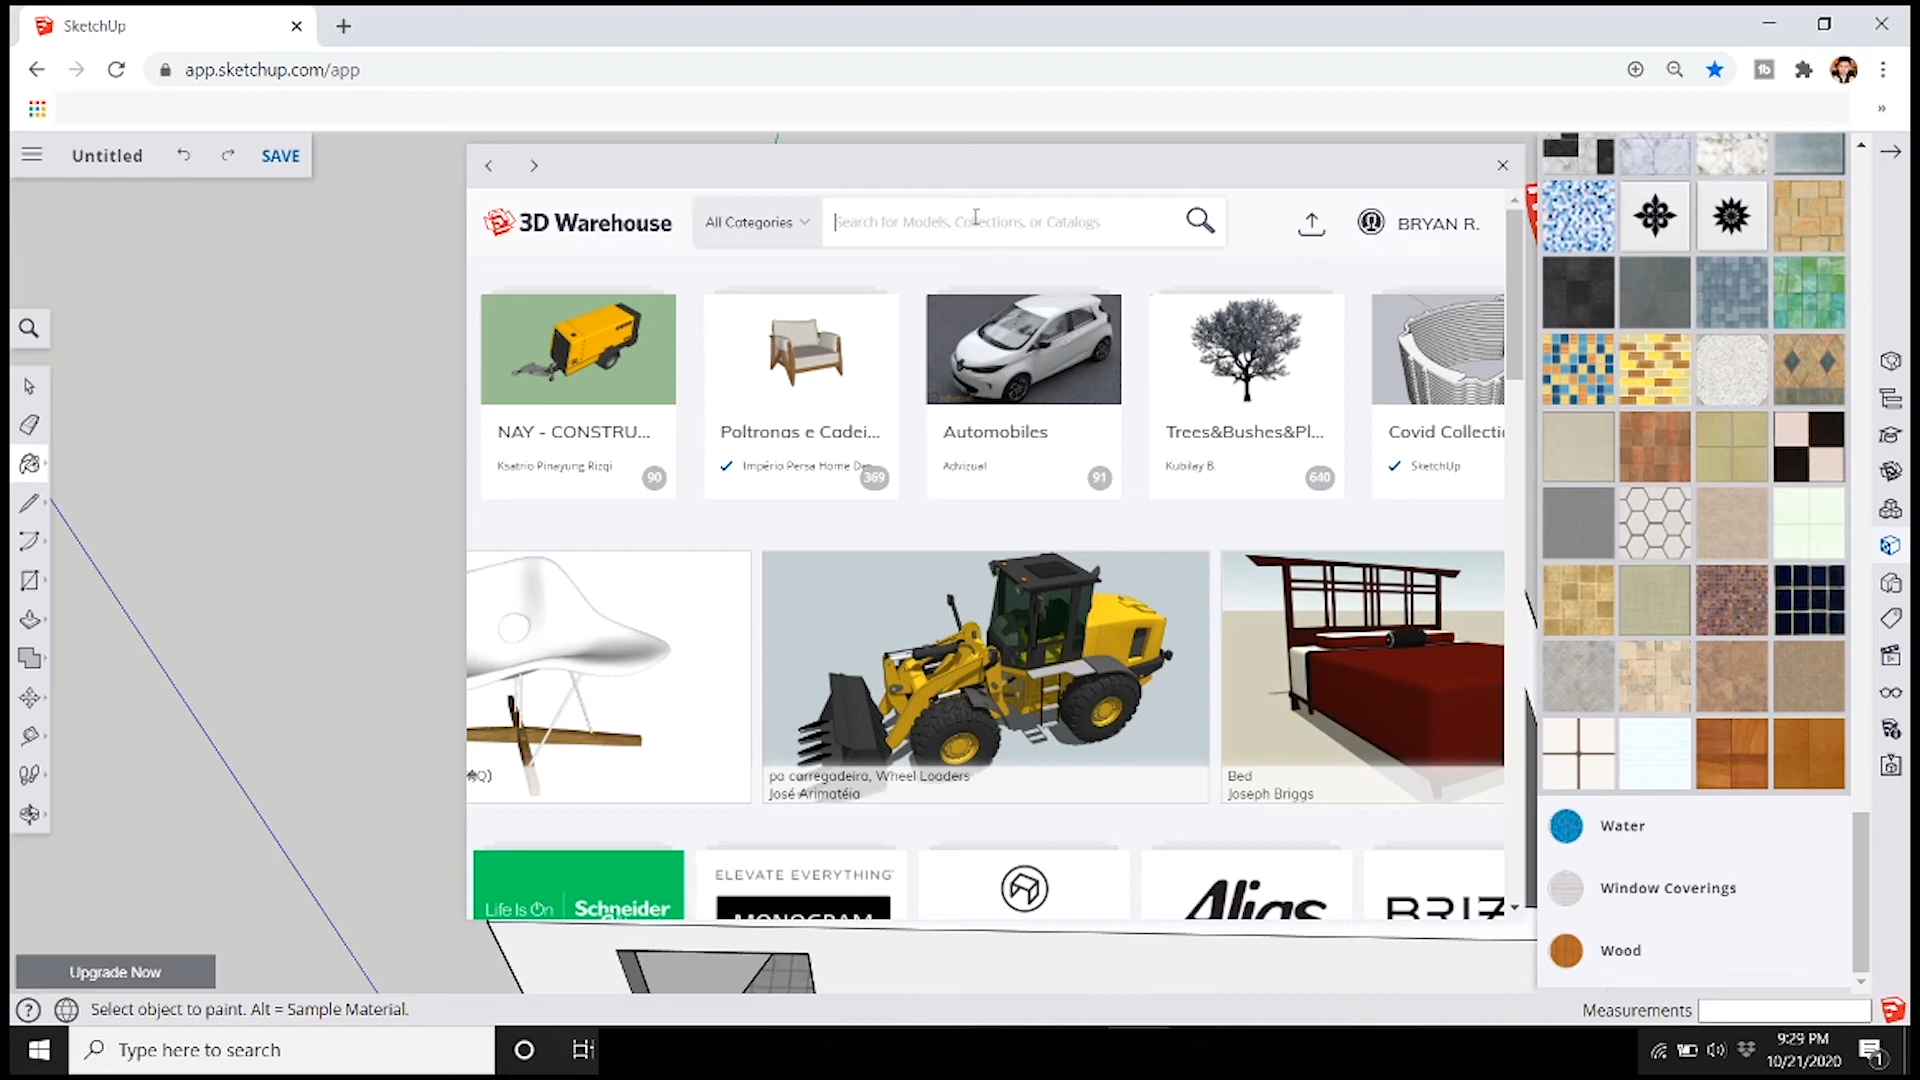 SketchUp
app.sketchup.com/app
Untitled
SAVE
3D Warehouse
All Categories
Search for Models, Collections, or Catalogs
BRYAN R.
NAY - CONSTRU...
Ksatrio Pinayung Rizqi
90
Poltronas e Cadei...
Império Persa Home De
369
Automobiles
Advizual
91
Trees&Bushes&Pl...
Kubilay B.
640
Covid Collecti
SketchUp
pa carregadeira, Wheel Loaders
José Arimatéia
Bed
Joseph Briggs
Life Is On
Schneider
ELEVATE EVERYTHING
MONOGRAM
Alias
BRIZ
Water
Window Coverings
Wood
Upgrade Now
Select object to paint. Alt = Sample Material.
Measurements
Type here to search
9:29 PM
10/21/2020
1